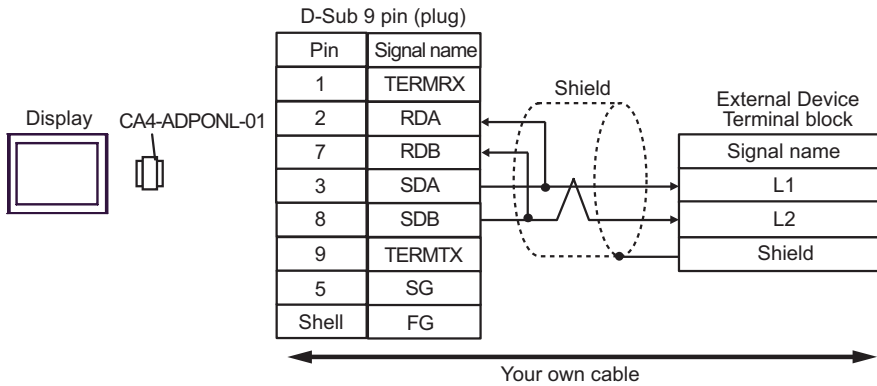 D-Sub 9 pin (plug)
Pin Signal name
1 TERMRX
2 RDA
7 RDB
3 SDA
8 SDB
9 TERMTX
5 SG
Shell FG
Display
CA4-ADPONL-01
Shield
External Device
Terminal block
Signal name
L1
L2
Shield
Your own cable